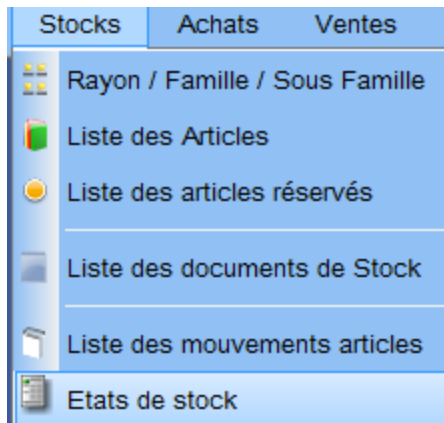 Stocks Achats Ventes
Rayon / Famille / Sous Famille
Liste des Articles
Liste des articles réservés
Liste des documents de Stock
Liste des mouvements articles
Etats de stock